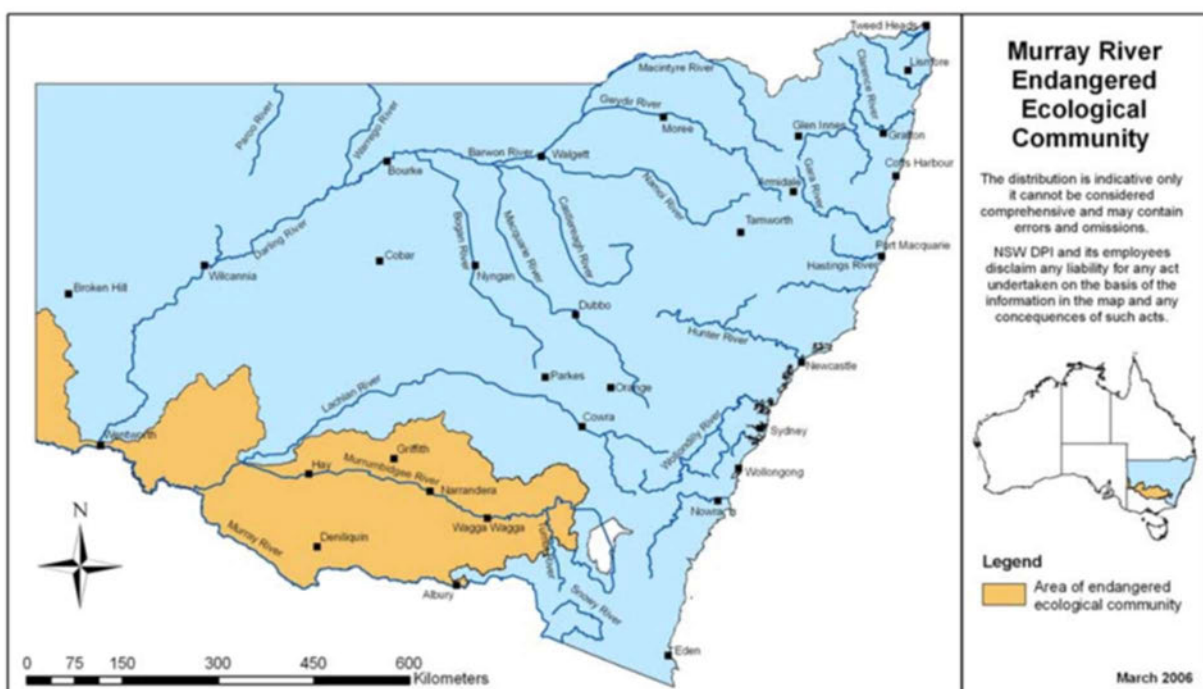 Tweed Heads
Lismore
Macintyre River
Clarence River
Gwydir River
Moree
Glen Innes
Grafton
Paroo River
Warrego River
Barwon River
Walgett
Bourke
Coffs Harbour
Namoi River
Armidale
Gara River
Tamworth
Darling River
Bogan River
Macquarie River
Castlereagh River
Port Macquarie
Hastings River
Cobar
Wilcannia
Nyngan
Broken Hill
Dubbo
Hunter River
Newcastle
Parkes
Orange
Lachlan River
Cowra
Wollondilly River
Sydney
Wentworth
Griffith
Hay
Murrumbidgee River
Narrandera
Wollongong
Nowra
Wagga Wagga
Murray River
Deniliquin
Tumut River
Albury
Snowy River
Eden
N
0 75 150 300 450 600
Kilometers
Murray River
Endangered
Ecological
Community
The distribution is indicative only
it cannot be considered
comprehensive and may contain
errors and omissions.
NSW DPI and its employees
disclaim any liability for any act
undertaken on the basis of the
information in the map and any
concequences of such acts.
Legend
Area of endangered
ecological community
March 2006